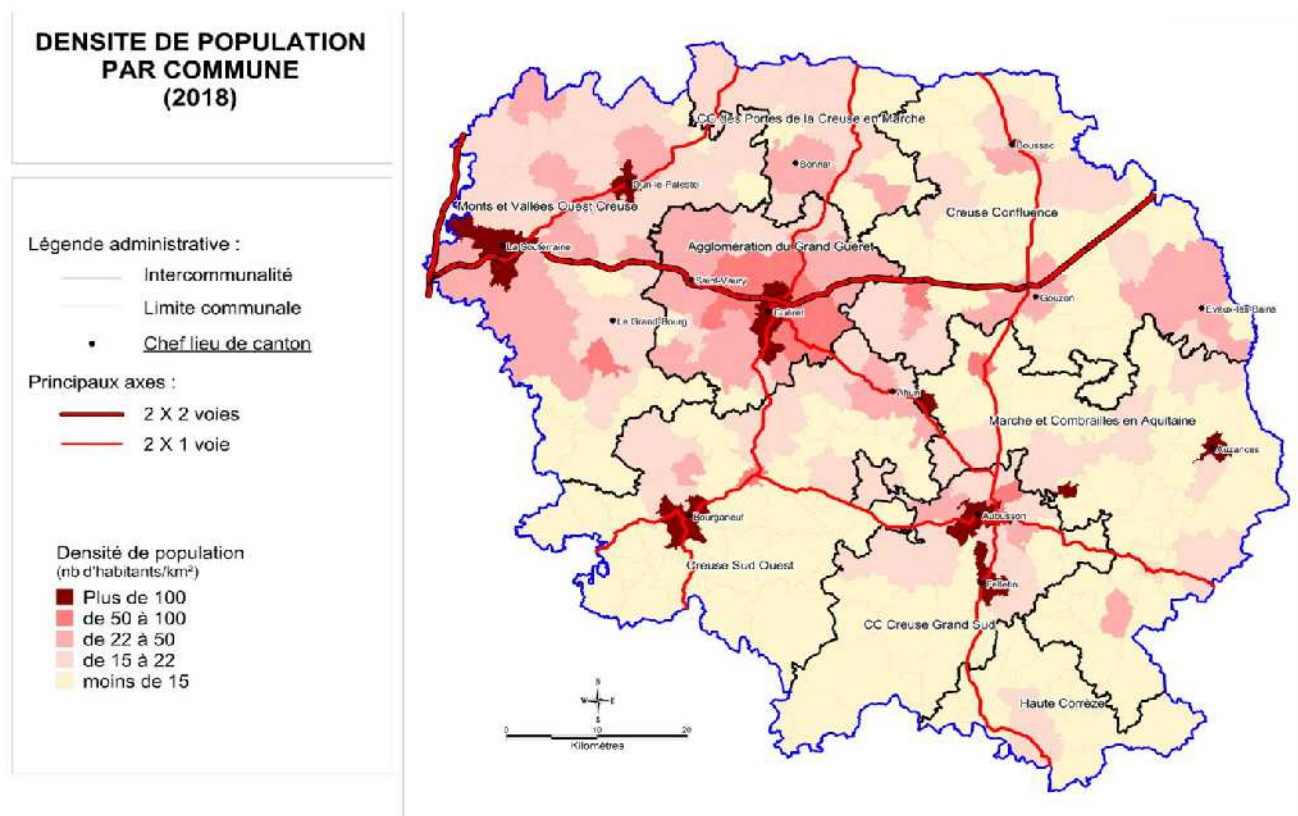 DENSITE DE POPULATION
PAR COMMUNE
(2018)
Légende administrative :
Intercommunalité
Limite communale
Chef lieu de canton
Principaux axes :
2 X 2 voies
2 X 1 voie
Densité de population
(nb d'habitants/km²)
Plus de 100
de 50 à 100
de 22 à 50
de 15 à 22
moins de 15
CC des Portes de la Creuse en Marche
Boussac
Bonnat
Dun-le-Palestel
Monts et Vallées Ouest Creuse
Creuse Confluence
La Souterraine
Agglomération du Grand Guéret
Saint-Vaury
Gouzon
Evaux-les-Bains
Guéret
Le Grand-Bourg
Ahun
Marche et Combrailles en Aquitaine
Auzances
Bourganeuf
Aubusson
Creuse Sud Ouest
Felletin
CC Creuse Grand Sud
Haute Corrèze
N
W E
S
0 10 20
Kilomètres